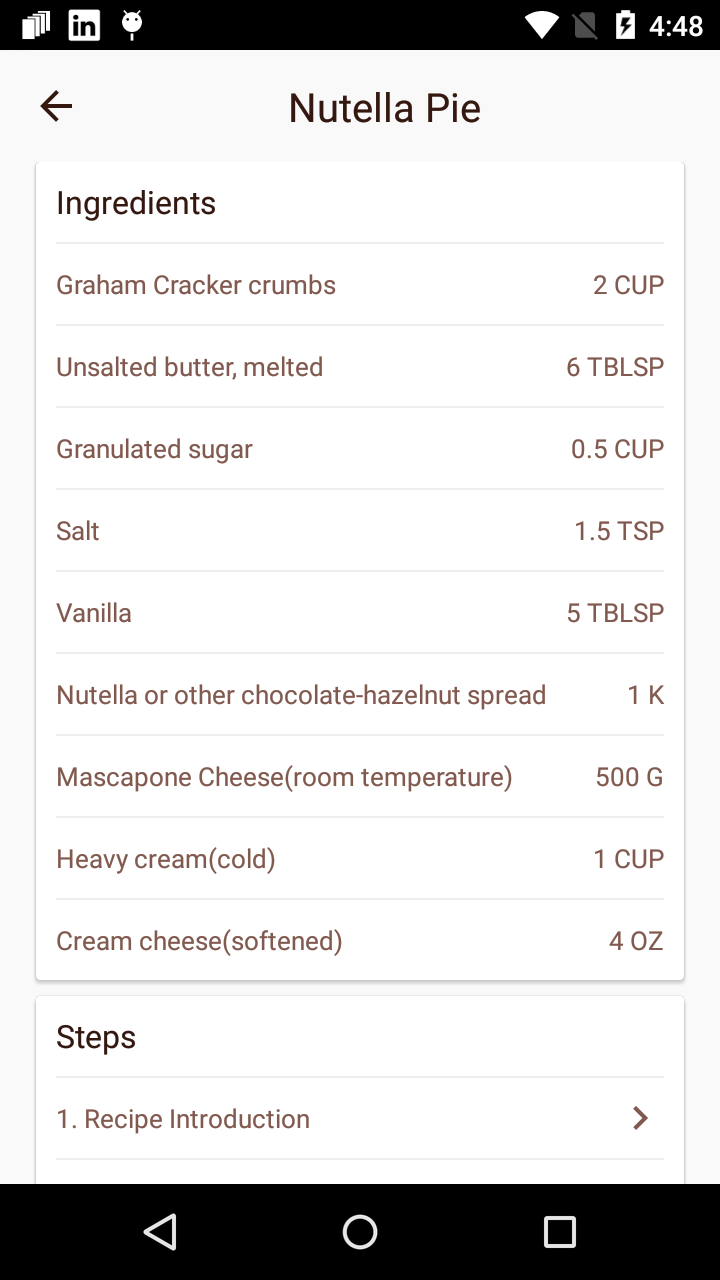 4:48
Nutella Pie
Ingredients
Graham Cracker crumbs 2 CUP
Unsalted butter, melted 6 TBLSP
Granulated sugar 0.5 CUP
Salt 1.5 TSP
Vanilla 5 TBLSP
Nutella or other chocolate-hazelnut spread 1 K
Mascapone Cheese(room temperature) 500 G
Heavy cream(cold) 1 CUP
Cream cheese(softened) 4 OZ
Steps
1. Recipe Introduction